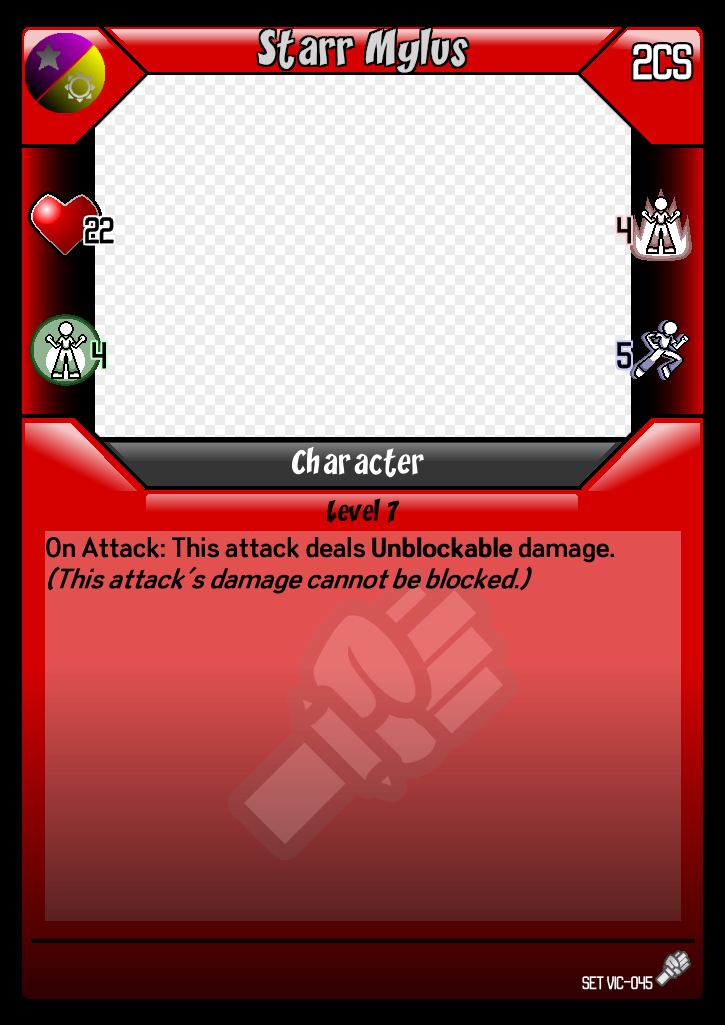 Starr Mylus
2CS
22
4
4
5
Character
Level 7
On Attack: This attack deals Unblockable damage.
(This attack's damage cannot be blocked.)
SET VIC-045